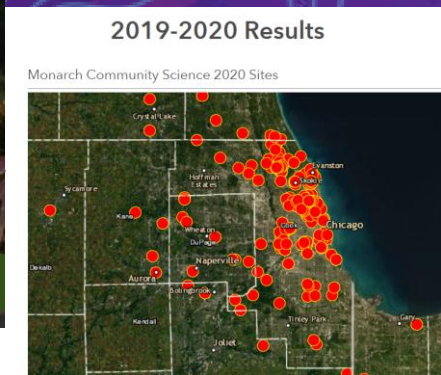 2019-2020 Results
Monarch Community Science 2020 Sites
Crystal Lake
Evanston
Hoffman
Estates
Skokie
Sycamore
Kane
Cook
Chicago
Wheaton
DuPage
Dekalb
Naperville
Aurora
Bolingbrook
Kendall
Tinley Park
Gary
Joliet